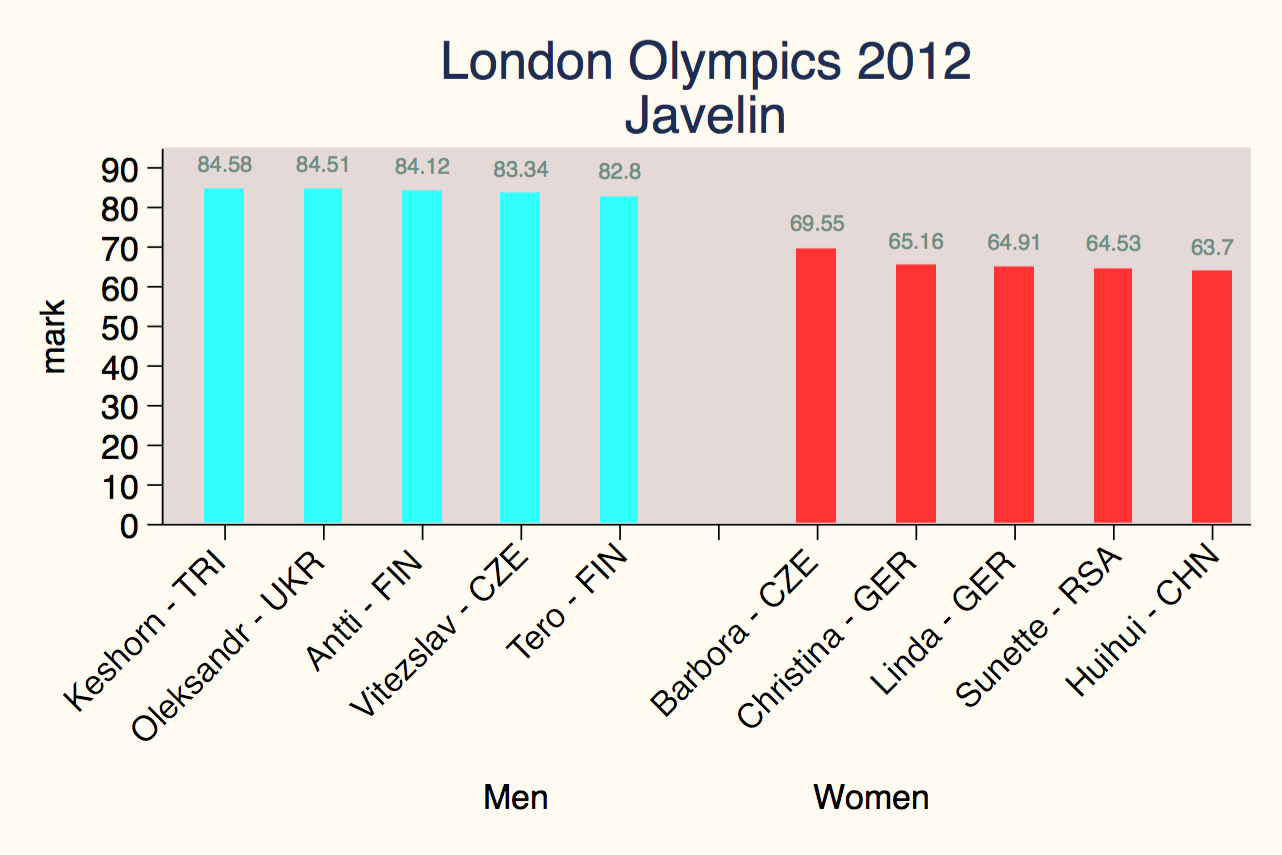 London Olympics 2012
Javelin
mark
90
80
70
60
50
40
30
20
10
0
84.58
84.51
84.12
83.34
82.8
69.55
65.16
64.91
64.53
63.7
Keshorn - TRI
Oleksandr - UKR
Antti - FIN
Vitezslav - CZE
Tero - FIN
Barbora - CZE
Christina - GER
Linda - GER
Sunette - RSA
Huihui - CHN
Men
Women